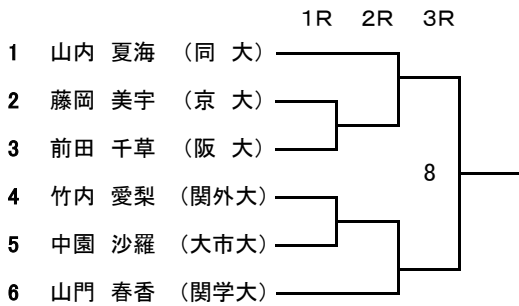 1R 2R 3R
1 山内 夏海 (同 大)
2 藤岡 美宇 (京 大)
3 前田 千草 (阪 大)
8
4 竹内 愛梨 (関外大)
5 中園 沙羅 (大市大)
6 山門 春香 (関学大)